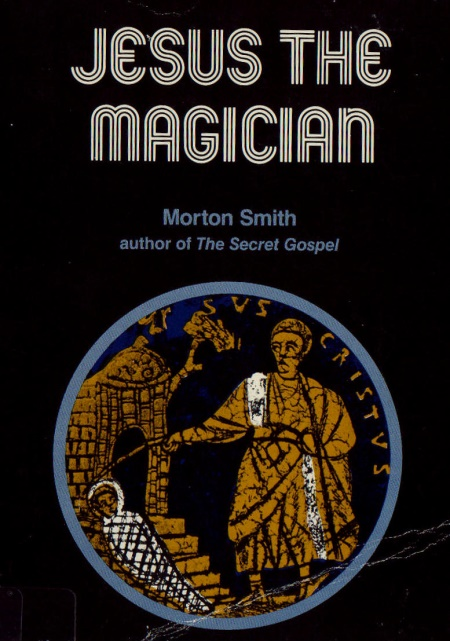 JESUS THE
MAGICIAN
Morton Smith
author of The Secret Gospel
SVS
CRISTVS